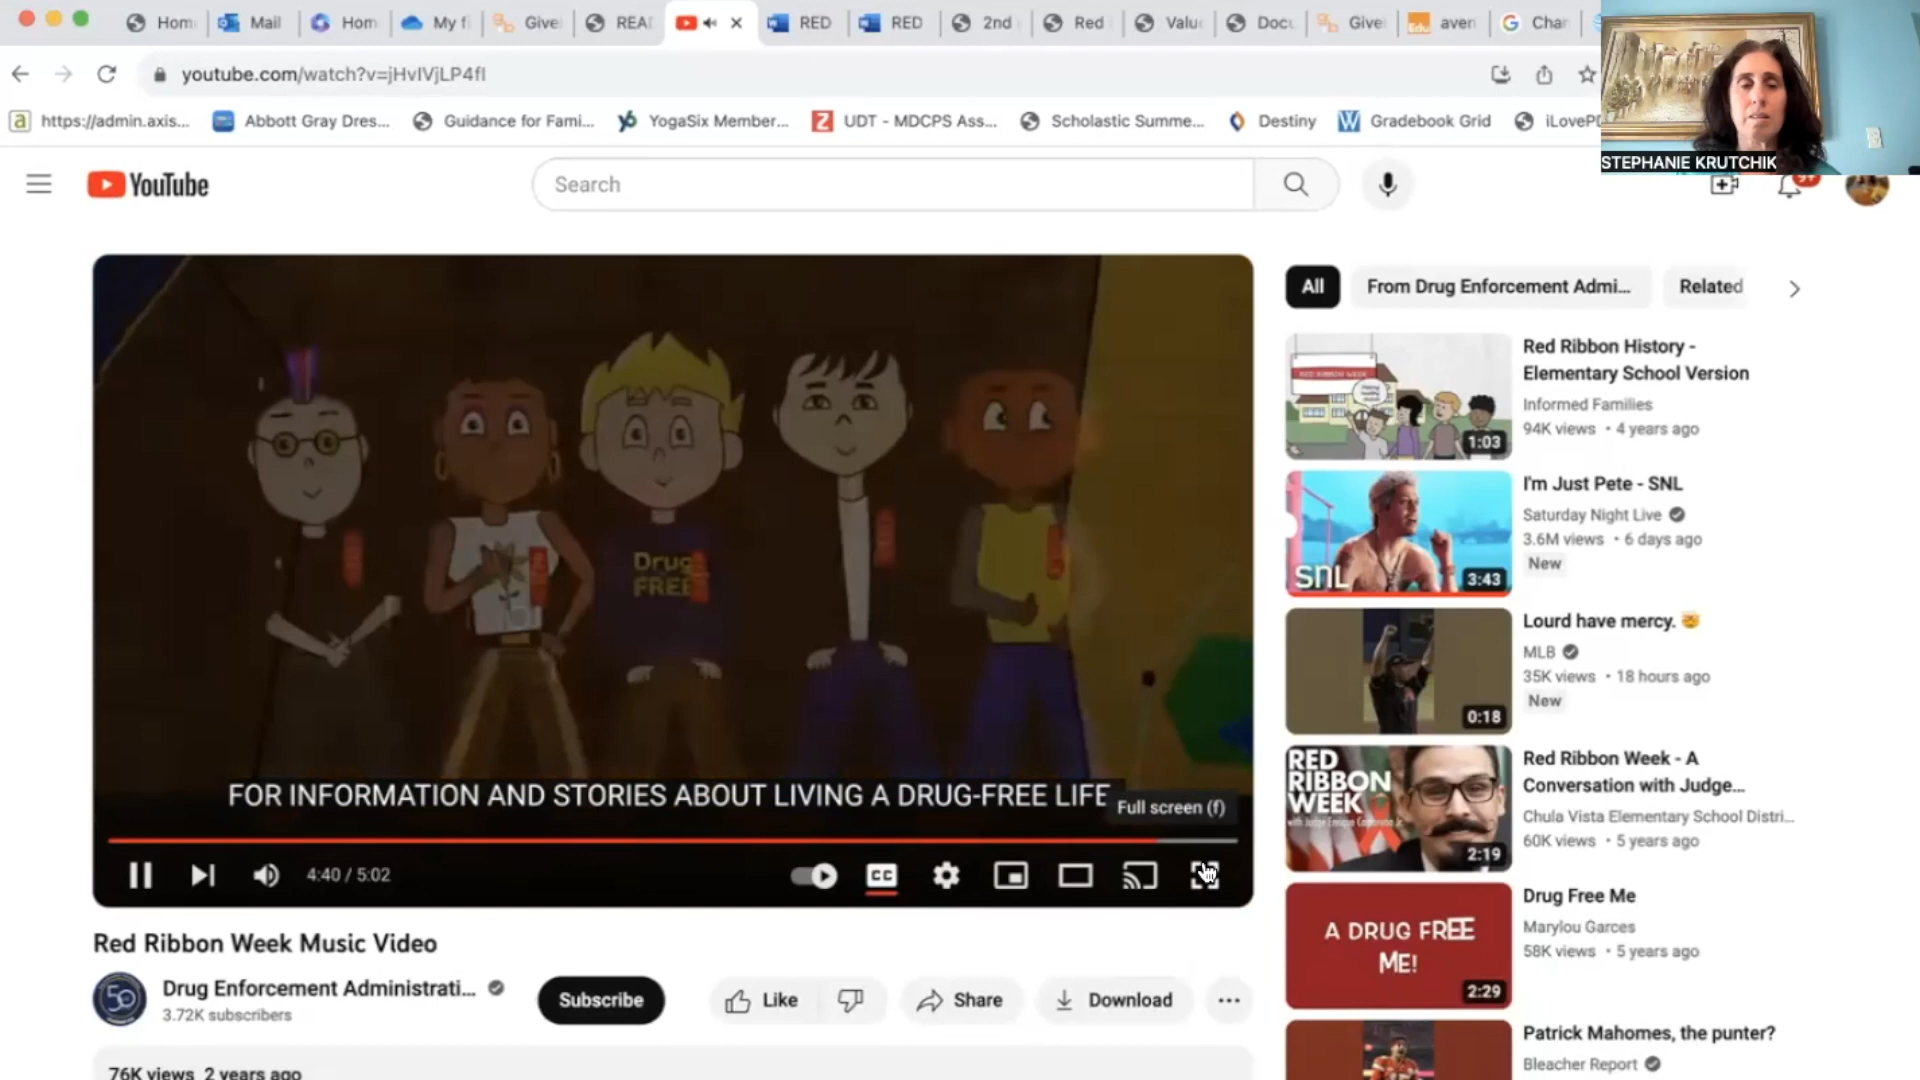 Home
Mail
Hom
My f
Give
REA
RED
RED
2nd
Red
Valu
Docu
Give
Edu
aven
Char
youtube.com/watch?v=jHvIVjLP4fI
a https://admin.axis...
Abbott Gray Dres...
Guidance for Fami...
YogaSix Member...
UDT - MDCPS Ass...
Scholastic Summe...
Destiny
Gradebook Grid
STEPHANIE KRUTCHIK
YouTube
Search
9+
All
From Drug Enforcement Admi...
Related
Drug
FREE
FOR INFORMATION AND STORIES ABOUT LIVING A DRUG-FREE LIFE
Full screen (f)
4:40 / 5:02
CC
Red Ribbon Week Music Video
50
Drug Enforcement Administrati...
3.72K subscribers
Subscribe
Like
Share
Download
76K views 2 years ago
RED RIBBON WEEK
1:03
Red Ribbon History -
Elementary School Version
Informed Families
94K views • 4 years ago
SNL
3:43
I'm Just Pete - SNL
Saturday Night Live
3.6M views • 6 days ago
New
0:18
Lourd have mercy. 🤯
MLB
35K views • 18 hours ago
New
RED
RIBBON
WEEK
2:19
Red Ribbon Week - A
Conversation with Judge...
Chula Vista Elementary School Distri...
60K views • 5 years ago
A DRUG FREE
ME!
2:29
Drug Free Me
Marylou Garces
58K views • 5 years ago
Patrick Mahomes, the punter?
Bleacher Report